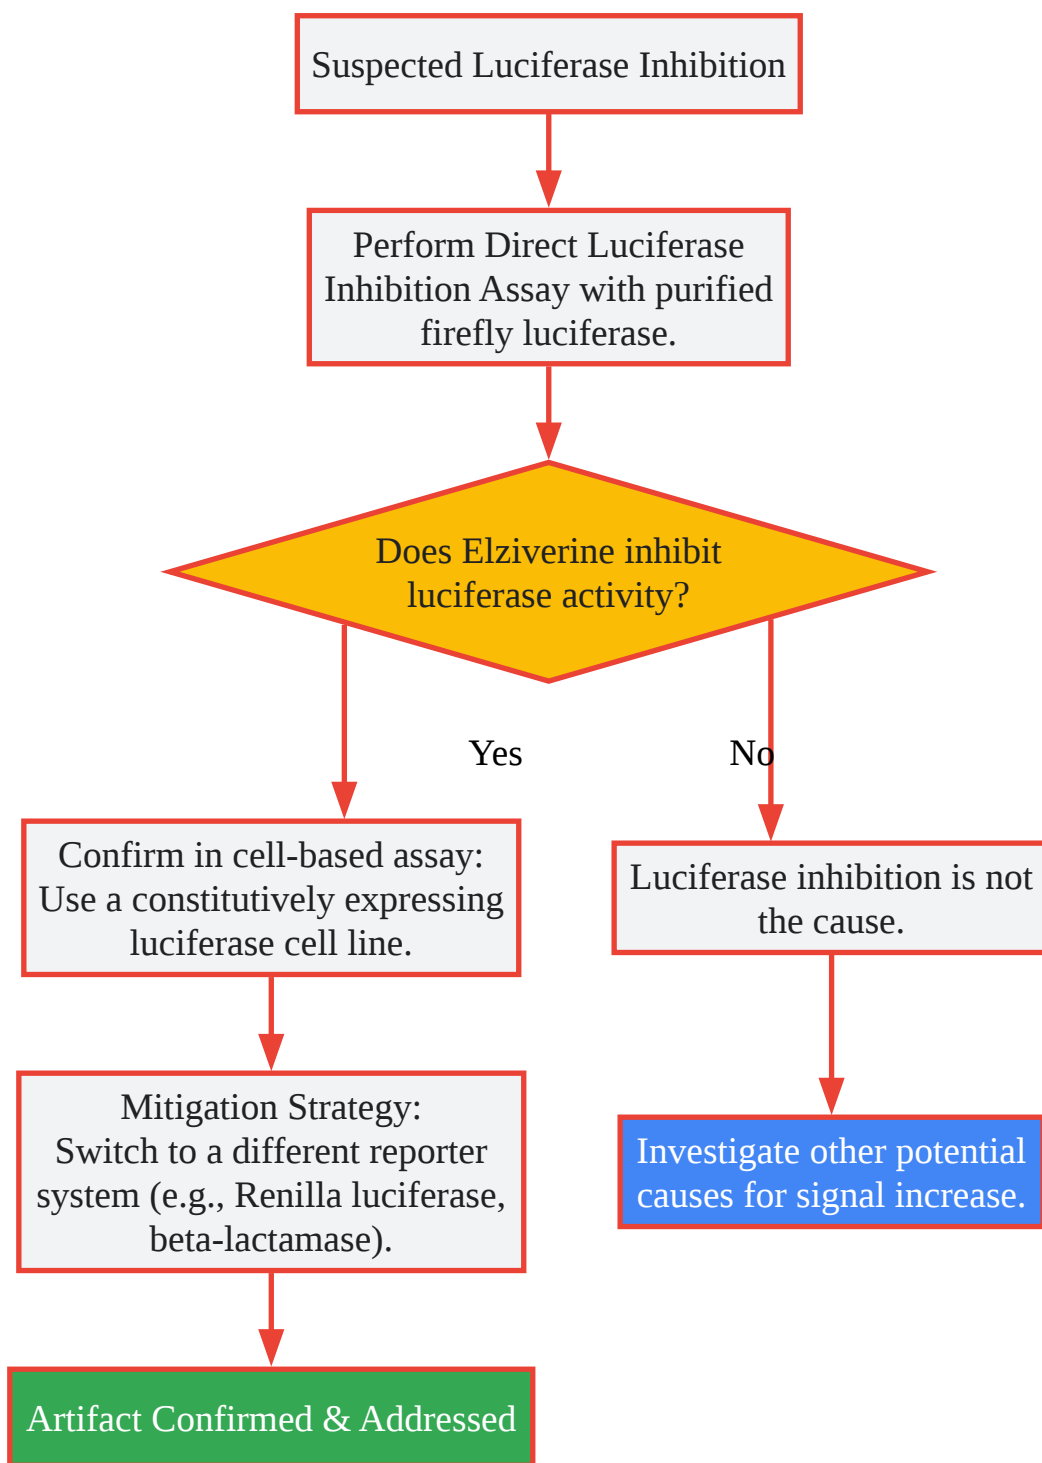 Suspected Luciferase Inhibition
Perform Direct Luciferase
Inhibition Assay with purified
firefly luciferase.
Does Elziverine inhibit
luciferase activity?
Yes
No
Confirm in cell-based assay:
Use a constitutively expressing
luciferase cell line.
Luciferase inhibition is not
the cause.
Mitigation Strategy:
Switch to a different reporter
system (e.g., Renilla luciferase,
beta-lactamase).
Investigate other potential
causes for signal increase.
Artifact Confirmed & Addressed